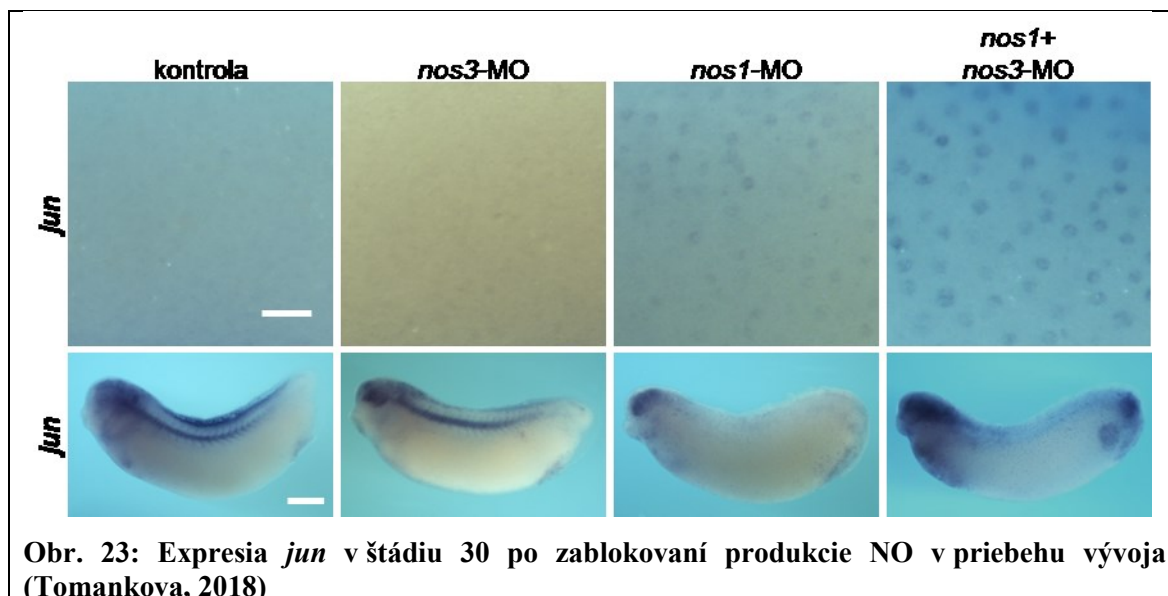 kontrola
nos3-MO
nos1-MO
nos1+
nos3-MO
jun
jun
Obr. 23: Expresia jun v štádiu 30 po zablokovaní produkcie NO v priebehu vývoja
(Tomankova, 2018)